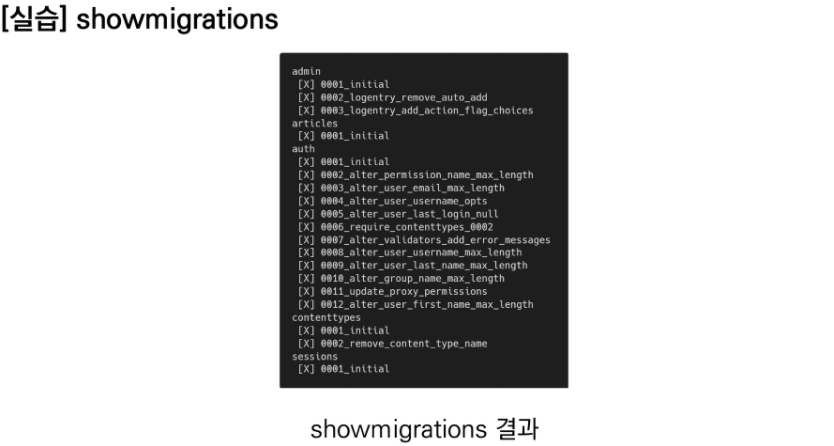 [실습] showmigrations
admin
[X] 0001_initial
[X] 0002_logentry_remove_auto_add
[X] 0003_logentry_add_action_flag_choices
articles
[X] 0001_initial
auth
[X] 0001_initial
[X] 0002_alter_permission_name_max_length
[X] 0003_alter_user_email_max_length
[X] 0004_alter_user_username_opts
[X] 0005_alter_user_last_login_null
[X] 0006_require_contenttypes_0002
[X] 0007_alter_validators_add_error_messages
[X] 0008_alter_user_username_max_length
[X] 0009_alter_user_last_name_max_length
[X] 0010_alter_group_name_max_length
[X] 0011_update_proxy_permissions
[X] 0012_alter_user_first_name_max_length
contenttypes
[X] 0001_initial
[X] 0002_remove_content_type_name
sessions
[X] 0001_initial
showmigrations 결과